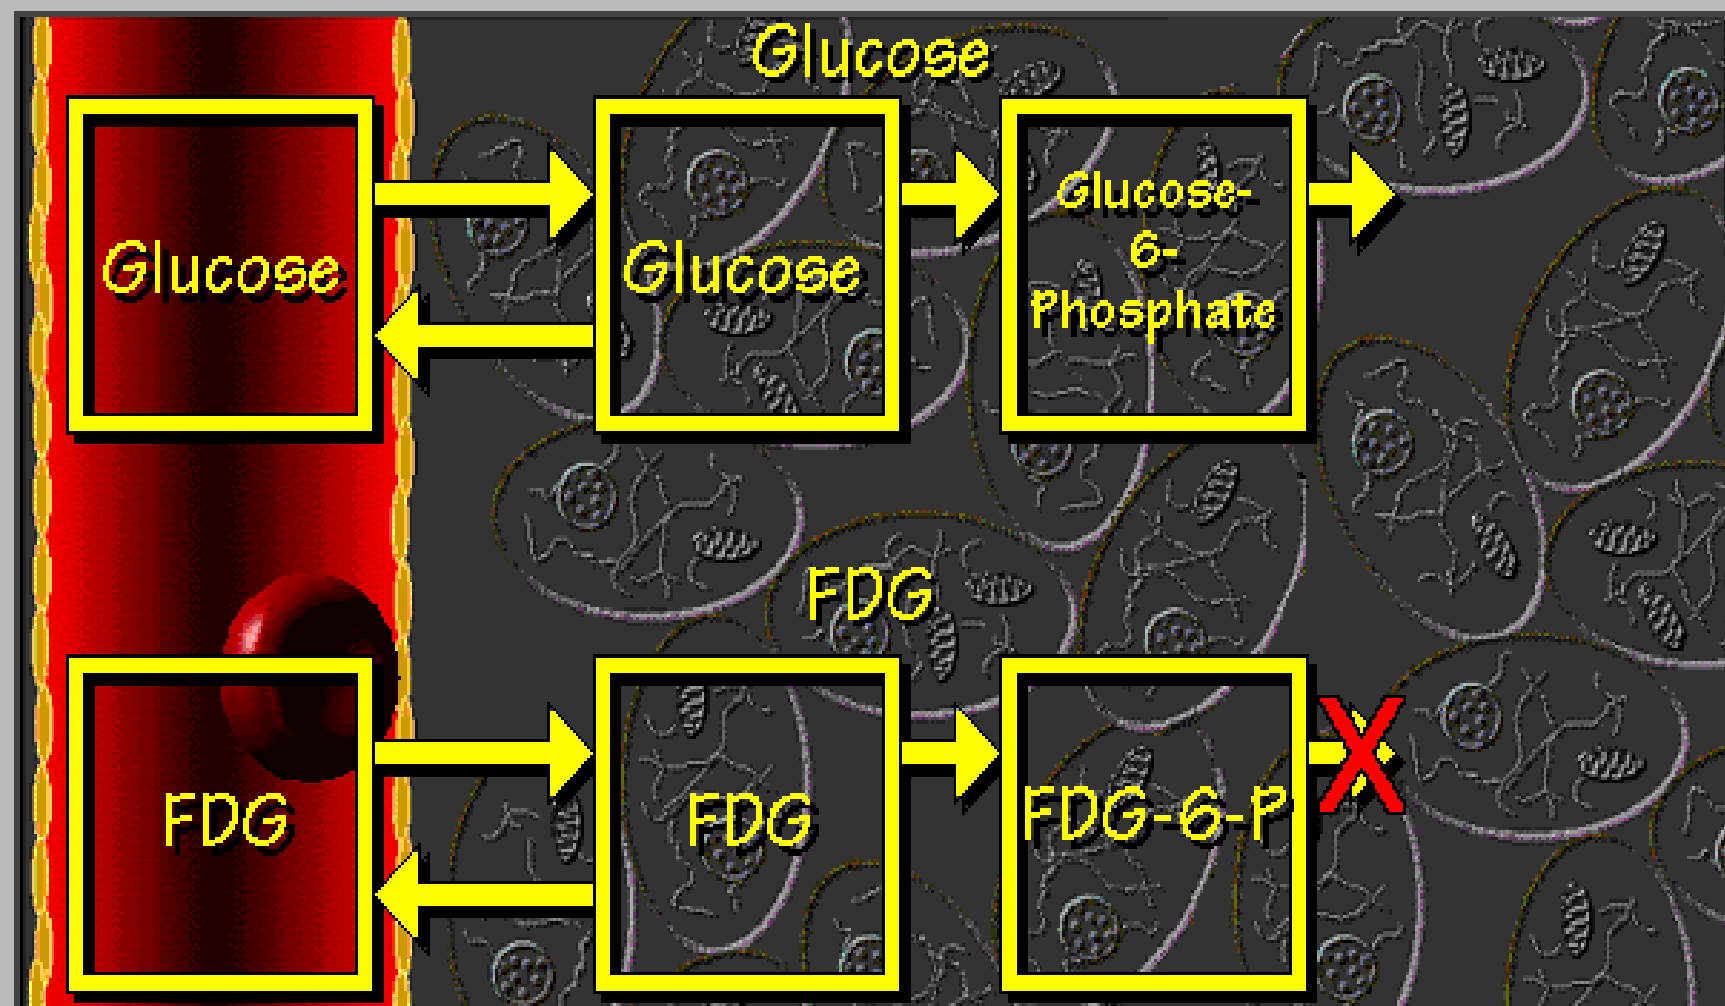 Glucose
Glucose
Glucose
Glucose-
6-
Phosphate
FDG
FDG
FDG
FDG-6-P
X